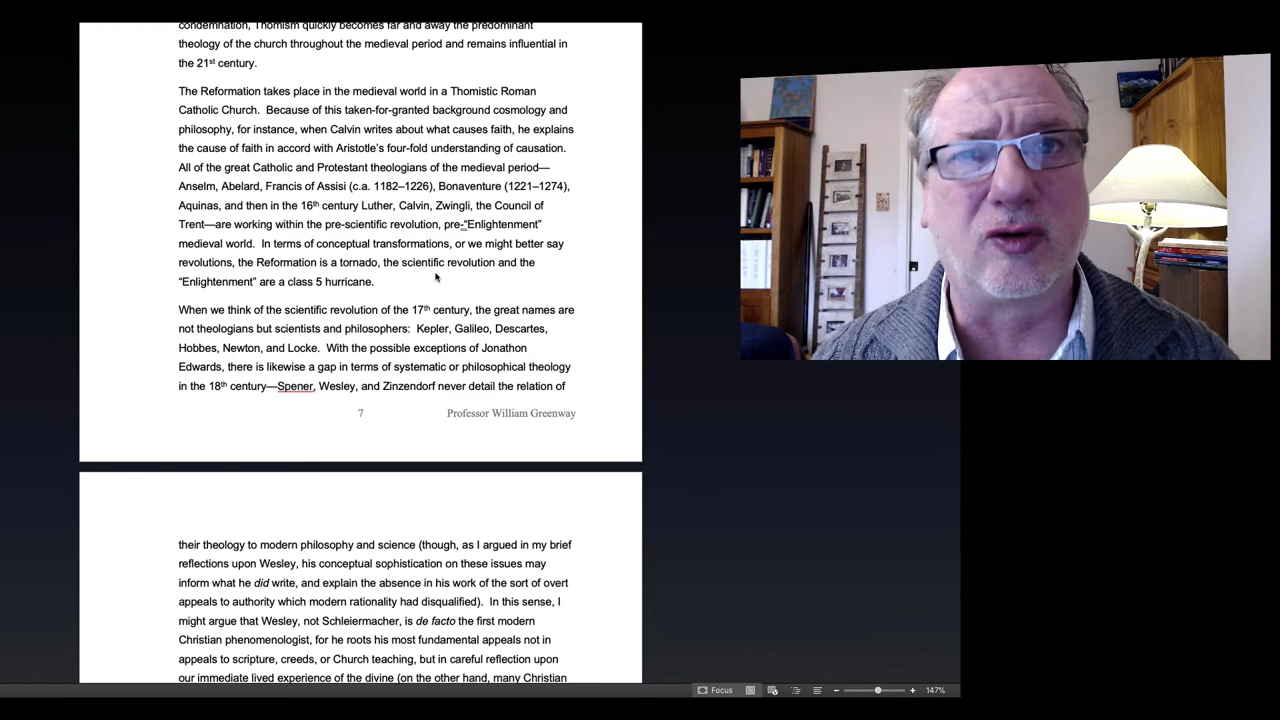 condemnation, Thomism quickly becomes far and away the predominant
theology of the church throughout the medieval period and remains influential in
the 21st century.
The Reformation takes place in the medieval world in a Thomistic Roman
Catholic Church.  Because of this taken-for-granted background cosmology and
philosophy, for instance, when Calvin writes about what causes faith, he explains
the cause of faith in accord with Aristotle's four-fold understanding of causation.
All of the great Catholic and Protestant theologians of the medieval period—
Anselm, Abelard, Francis of Assisi (c.a. 1182–1226), Bonaventure (1221–1274),
Aquinas, and then in the 16th century Luther, Calvin, Zwingli, the Council of
Trent—are working within the pre-scientific revolution, pre-“Enlightenment”
medieval world.  In terms of conceptual transformations, or we might better say
revolutions, the Reformation is a tornado, the scientific revolution and the
“Enlightenment” are a class 5 hurricane.
When we think of the scientific revolution of the 17th century, the great names are
not theologians but scientists and philosophers:  Kepler, Galileo, Descartes,
Hobbes, Newton, and Locke.  With the possible exceptions of Jonathon
Edwards, there is likewise a gap in terms of systematic or philosophical theology
in the 18th century—Spener, Wesley, and Zinzendorf never detail the relation of
7 Professor William Greenway
their theology to modern philosophy and science (though, as I argued in my brief
reflections upon Wesley, his conceptual sophistication on these issues may
inform what he did write, and explain the absence in his work of the sort of overt
appeals to authority which modern rationality had disqualified).  In this sense, I
might argue that Wesley, not Schleiermacher, is de facto the first modern
Christian phenomenologist, for he roots his most fundamental appeals not in
appeals to scripture, creeds, or Church teaching, but in careful reflection upon
our immediate lived experience of the divine (on the other hand, many Christian
Focus 147%